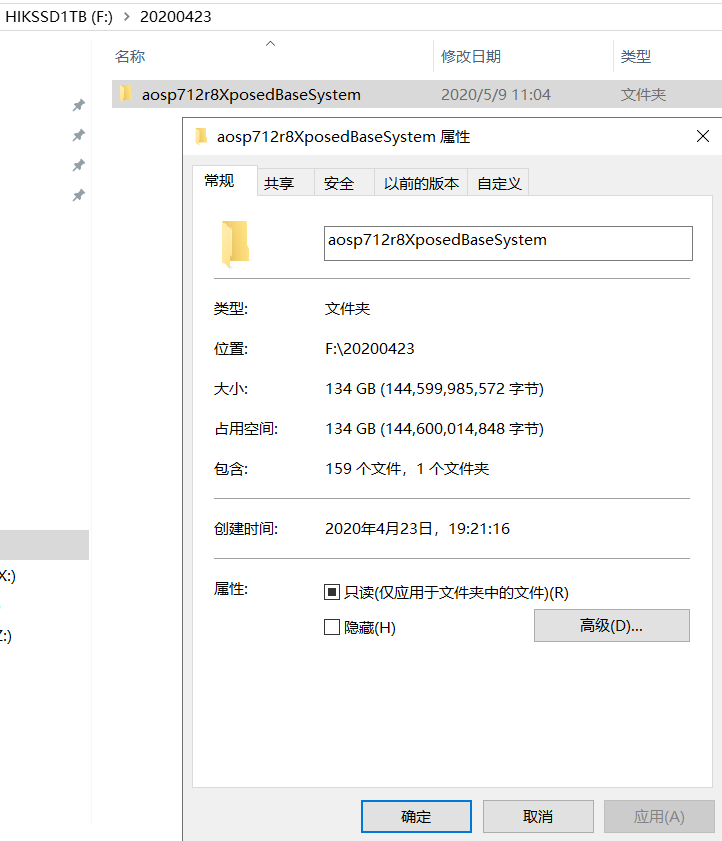 HIKSSD1TB (F:) > 20200423
名称 修改日期 类型
aosp712r8XposedBaseSystem 2020/5/9 11:04 文件夹
aosp712r8XposedBaseSystem 属性
常规 共享 安全 以前的版本 自定义
aosp712r8XposedBaseSystem
类型: 文件夹
位置: F:\20200423
大小: 134 GB (144,599,985,572 字节)
占用空间: 134 GB (144,600,014,848 字节)
包含: 159 个文件，1 个文件夹
创建时间: 2020年4月23日，19:21:16
X:)
属性: 只读(仅应用于文件夹中的文件)(R)
隐藏(H) 高级(D)...
Z:)
确定 取消 应用(A)